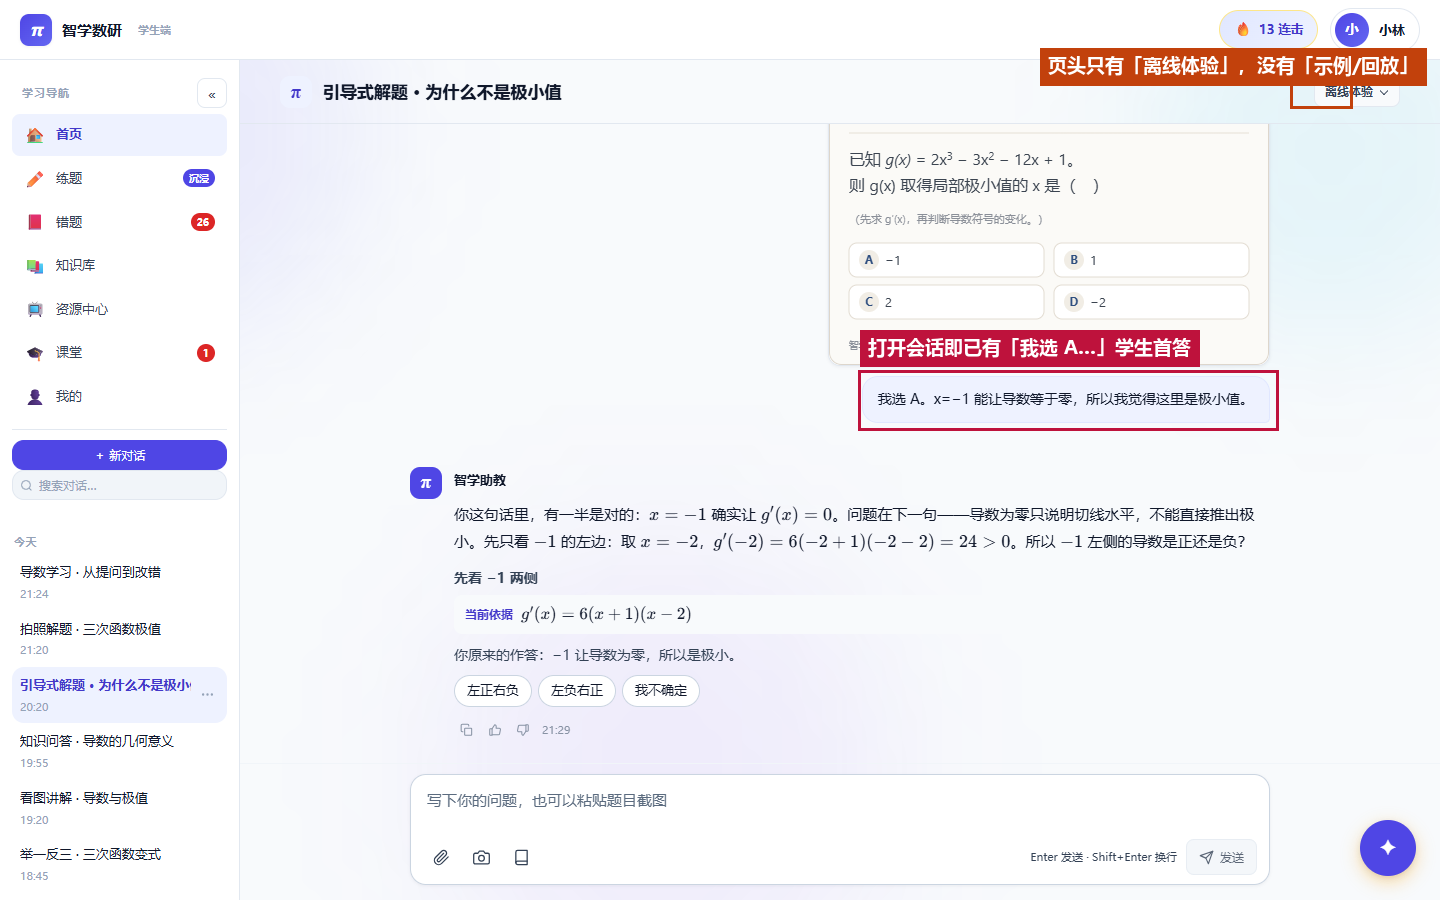 π 智学数研 学生端
🔥 13 连击
小 小林
页头只有「离线体验」，没有「示例/回放」
学习导航 «
首页
练题 沉浸
错题 26
知识库
资源中心
课堂 1
我的
+ 新对话
搜索对话...
今天
导数学习 · 从提问到改错
21:24
拍照解题 · 三次函数极值
21:20
引导式解题 • 为什么不是极小 ...
20:20
知识问答 · 导数的几何意义
19:55
看图讲解 · 导数与极值
19:20
举一反三 · 三次函数变式
18:45
π 引导式解题 • 为什么不是极小值
离线体验
已知 g(x) = 2x³ − 3x² − 12x + 1。
则 g(x) 取得局部极小值的 x 是（ ）
（先求 g′(x)，再判断导数符号的变化。）
A −1
B 1
C 2
D −2
智
打开会话即已有「我选 A...」学生首答
我选 A。x=−1 能让导数等于零，所以我觉得这里是极小值。
π 智学助教
你这句话里，有一半是对的：x = −1 确实让 g′(x) = 0。问题在下一句——导数为零只说明切线水平，不能直接推出极
小。先只看 −1 的左边：取 x = −2，g′(−2) = 6(−2 + 1)(−2 − 2) = 24 > 0。所以 −1 左侧的导数是正还是负？
先看 −1 两侧
当前依据 g′(x) = 6(x + 1)(x − 2)
你原来的作答：−1 让导数为零，所以是极小。
左正右负 左负右正 我不确定
21:29
写下你的问题，也可以粘贴题目截图
Enter 发送 · Shift+Enter 换行 发送